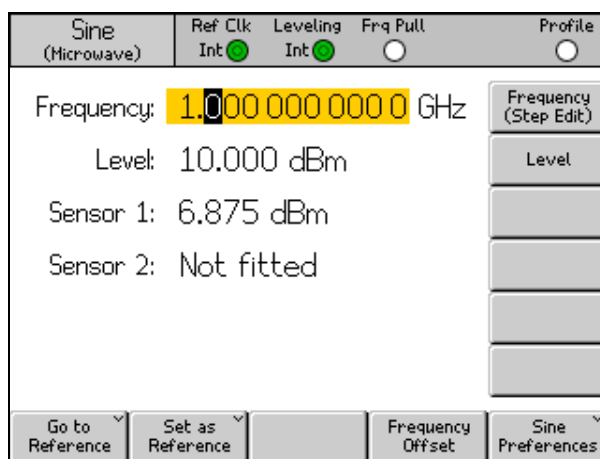 Sine
(Microwave)
Ref Clk
Int
Leveling
Int
Frq Pull
Profile
Frequency: 1.000 000 000 0 GHz
Frequency
(Step Edit)
Level: 10.000 dBm
Level
Sensor 1: 6.875 dBm
Sensor 2: Not fitted
Go to
Reference
Set as
Reference
Frequency
Offset
Sine
Preferences